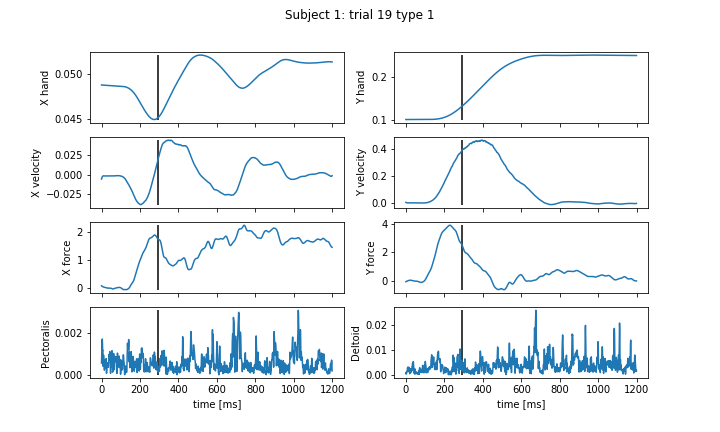 Subject 1: trial 19 type 1
X hand
0.050
0.045
Y hand
0.2
0.1
X velocity
0.025
0.000
−0.025
Y velocity
0.4
0.2
0.0
X force
2
1
0
Y force
4
2
0
Pectoralis
0.002
0.000
0 200 400 600 800 1000 1200
time [ms]
Deltoid
0.02
0.01
0.00
0 200 400 600 800 1000 1200
time [ms]